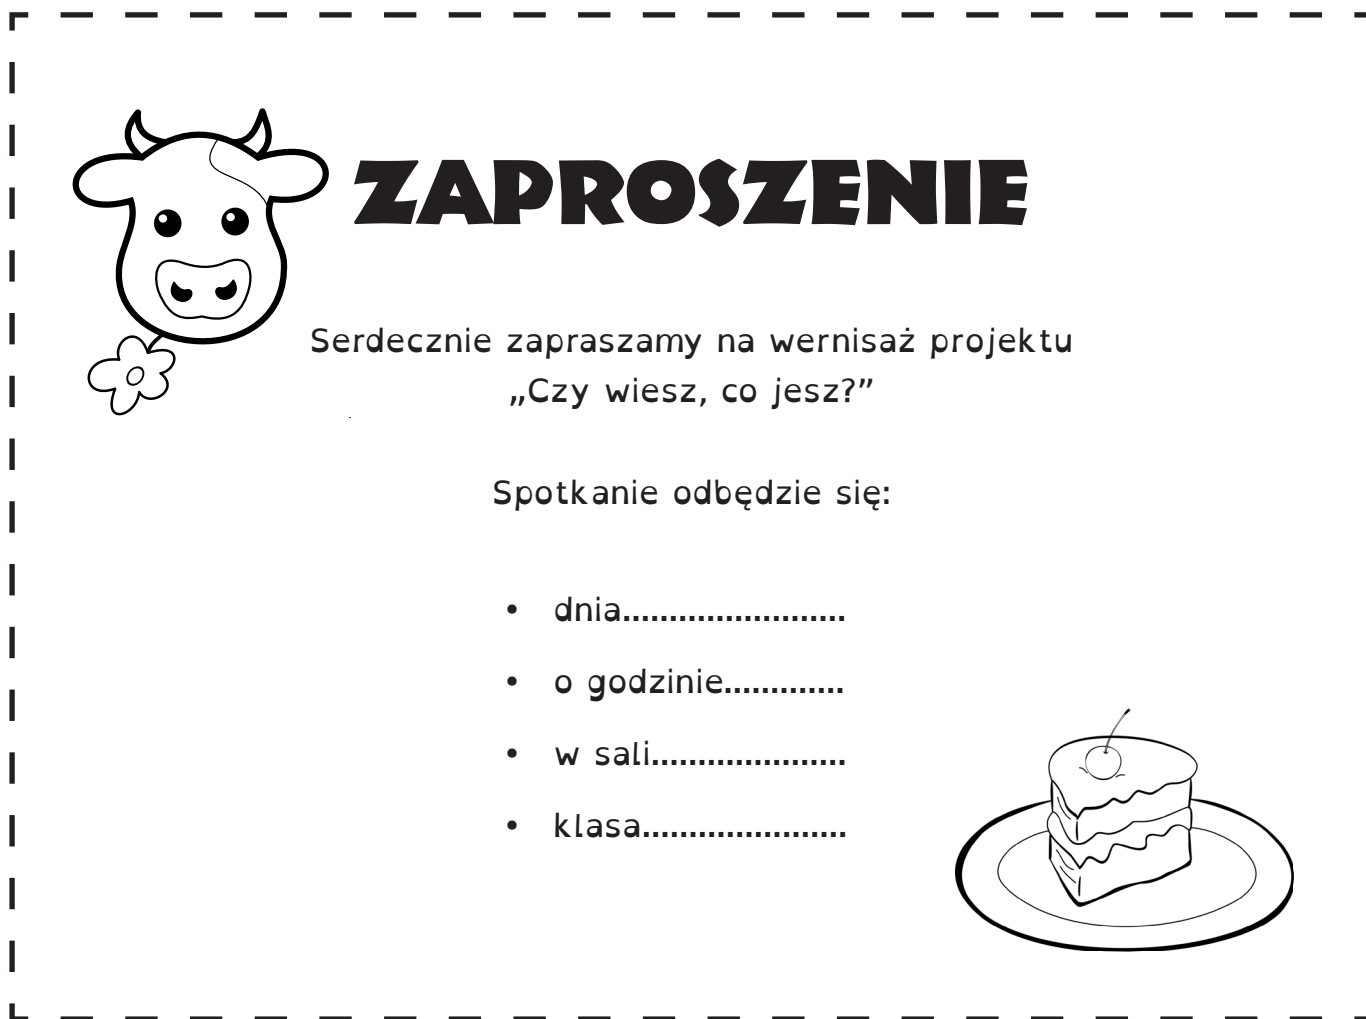 ZAPROSZENIE
Serdecznie zapraszamy na wernisaż projektu
„Czy wiesz, co jesz?”
Spotkanie odbędzie się:
• dnia........................
• o godzinie.............
• w sali.....................
• klasa......................